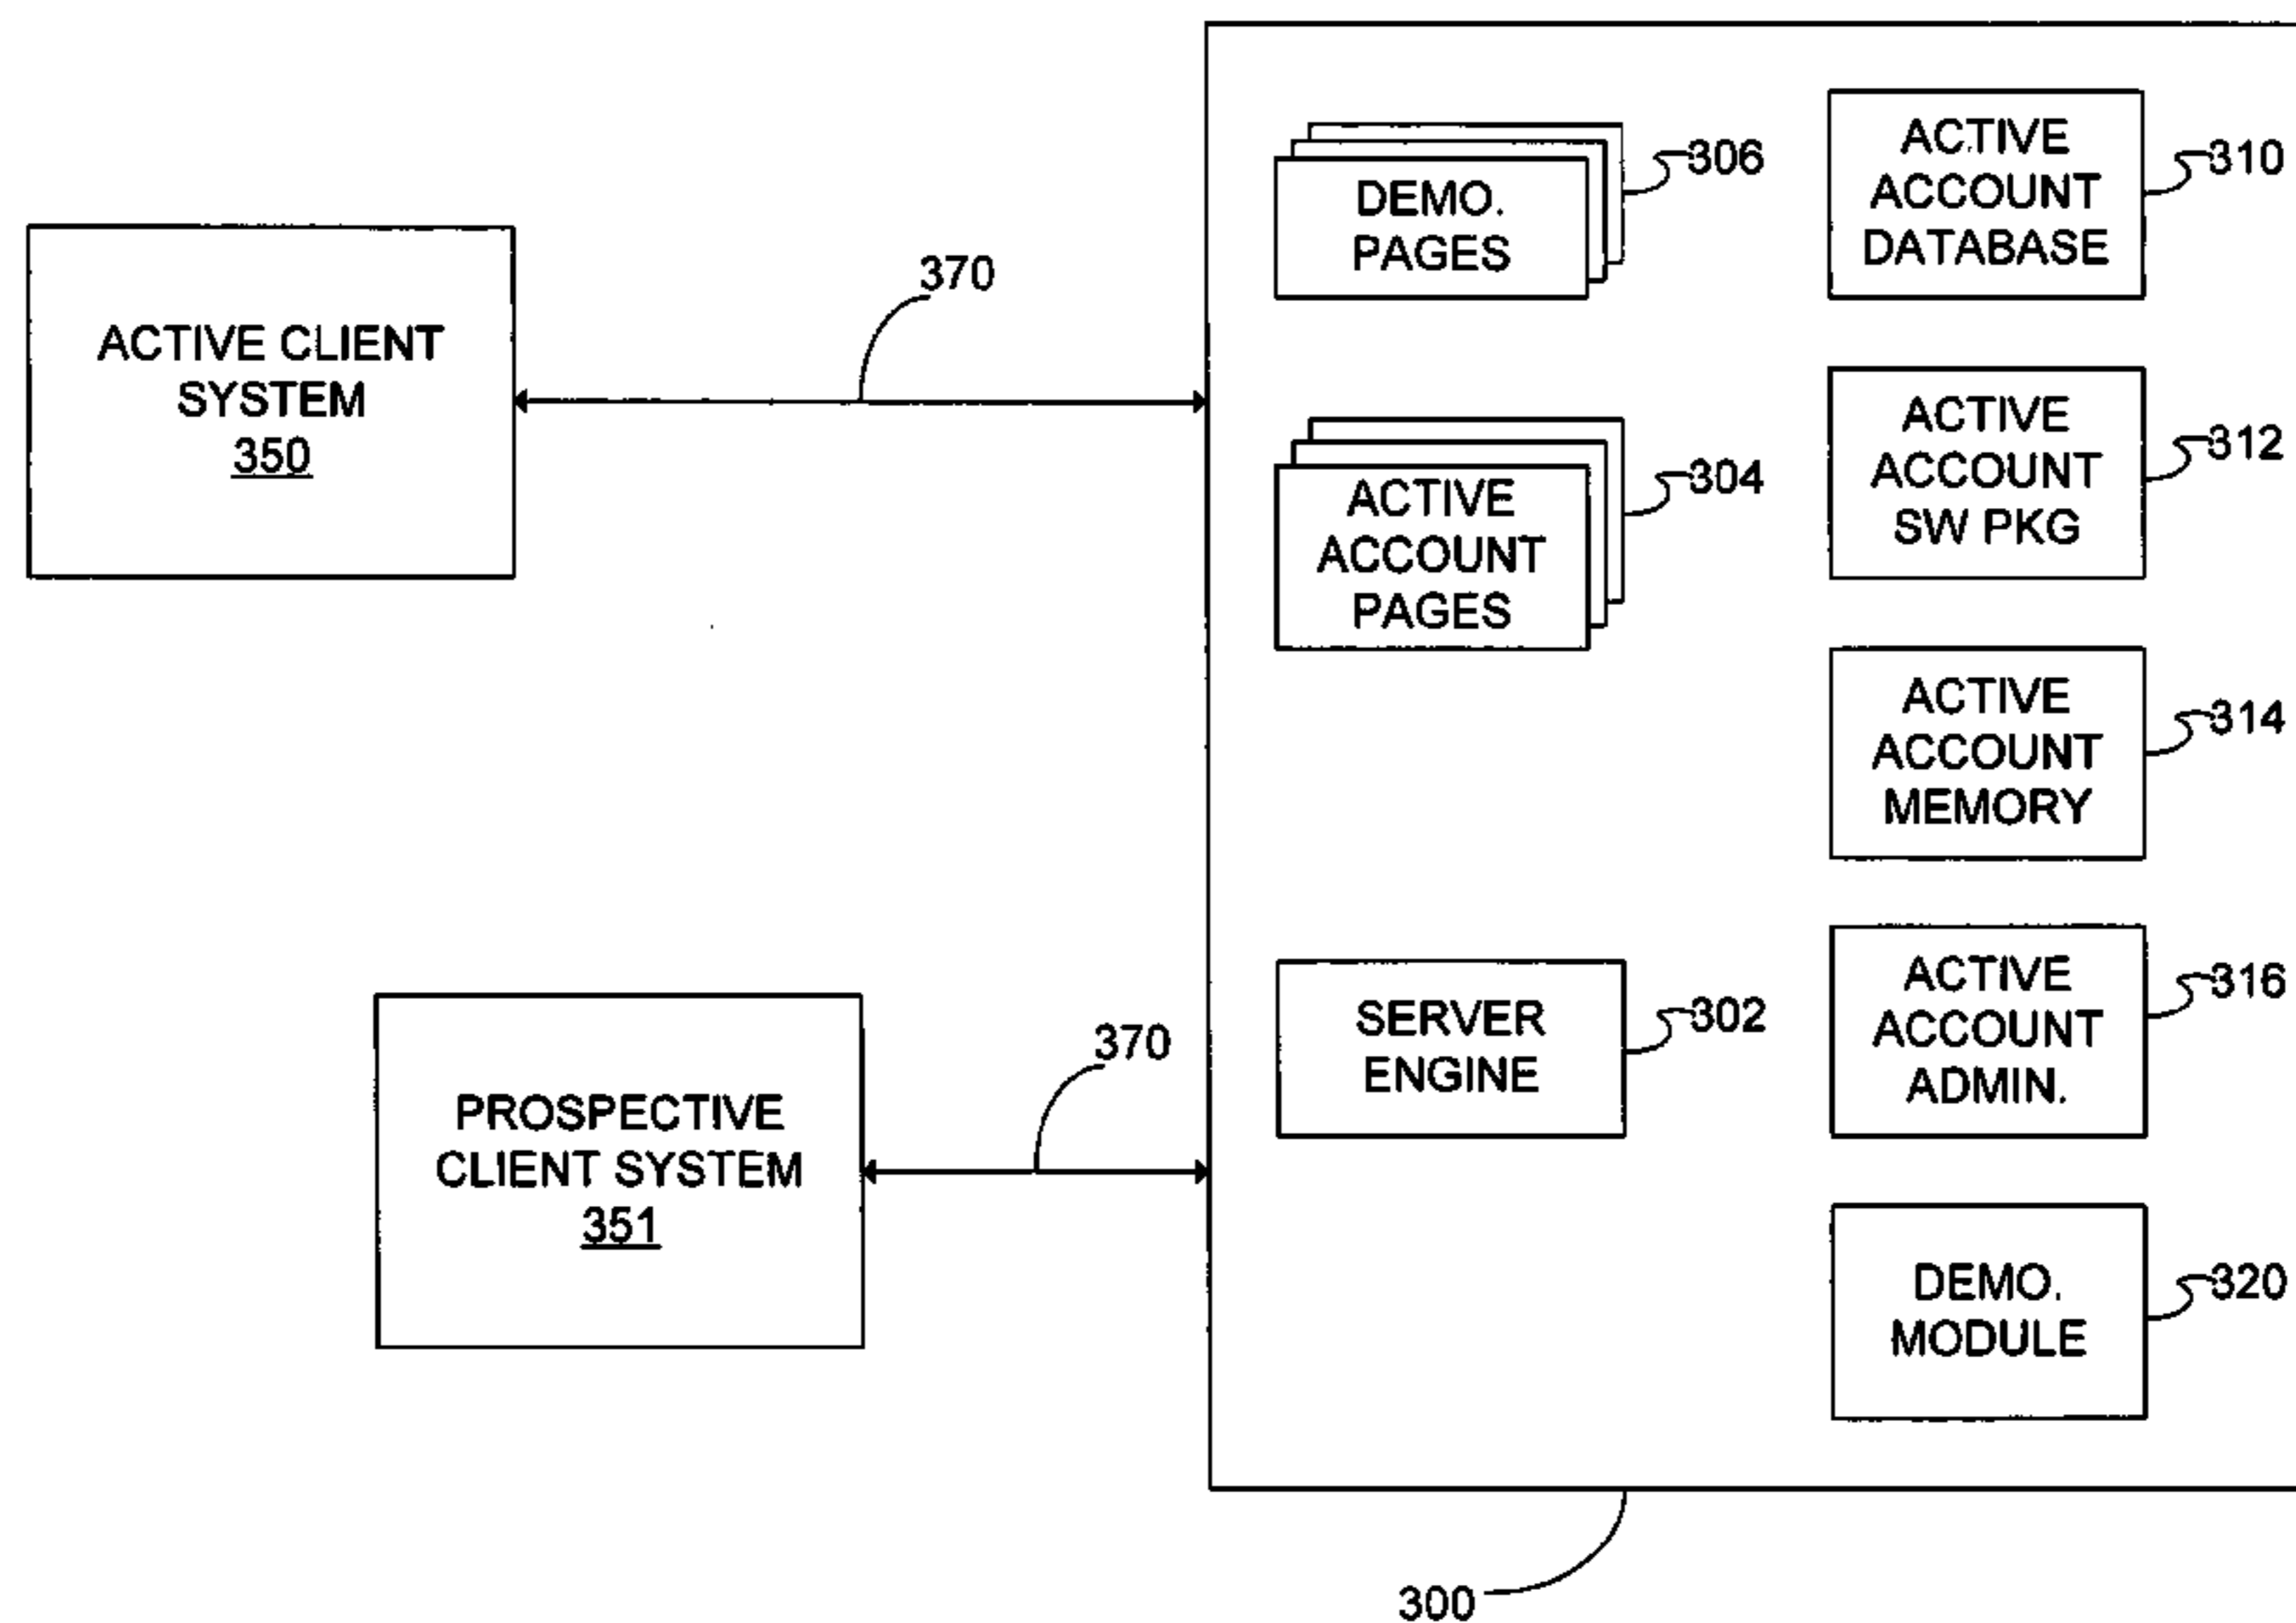 ACTIVE CLIENT
SYSTEM
350
370
PROSPECTIVE
CLIENT SYSTEM
351
370
DEMO.
PAGES
306
ACTIVE
ACCOUNT
PAGES
304
SERVER
ENGINE
302
ACTIVE
ACCOUNT
DATABASE
310
ACTIVE
ACCOUNT
SW PKG
312
ACTIVE
ACCOUNT
MEMORY
314
ACTIVE
ACCOUNT
ADMIN.
316
DEMO.
MODULE
320
300